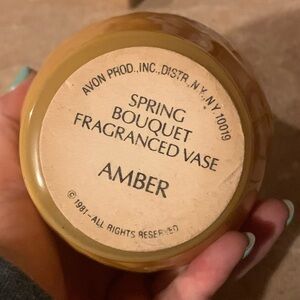 AVON PROD., INC., DISTR., N.Y., N.Y. 10019
SPRING
BOUQUET
FRAGRANCED VASE
AMBER
© 1981-ALL RIGHTS RESERVED